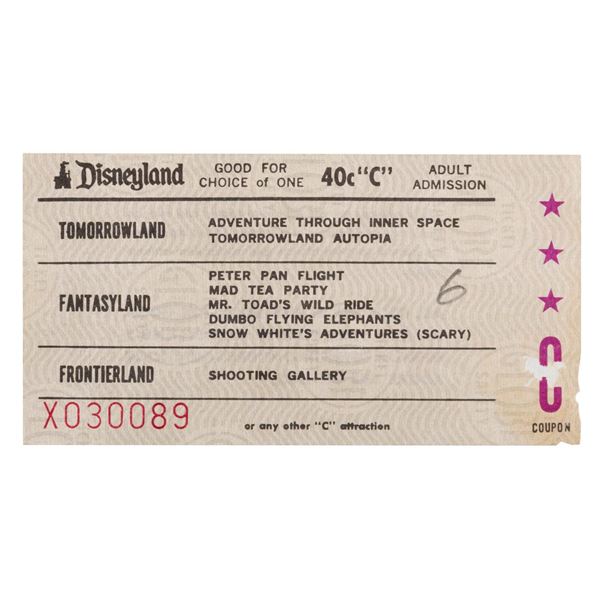 Disneyland GOOD FOR CHOICE of ONE 40c "C" ADULT ADMISSION
TOMORROWLAND
ADVENTURE THROUGH INNER SPACE
TOMORROWLAND AUTOPIA
FANTASYLAND
PETER PAN FLIGHT
MAD TEA PARTY
MR. TOAD'S WILD RIDE
DUMBO FLYING ELEPHANTS
SNOW WHITE'S ADVENTURES (SCARY)
6
FRONTIERLAND
SHOOTING GALLERY
X030089
or any other "C" attraction
C
COUPON